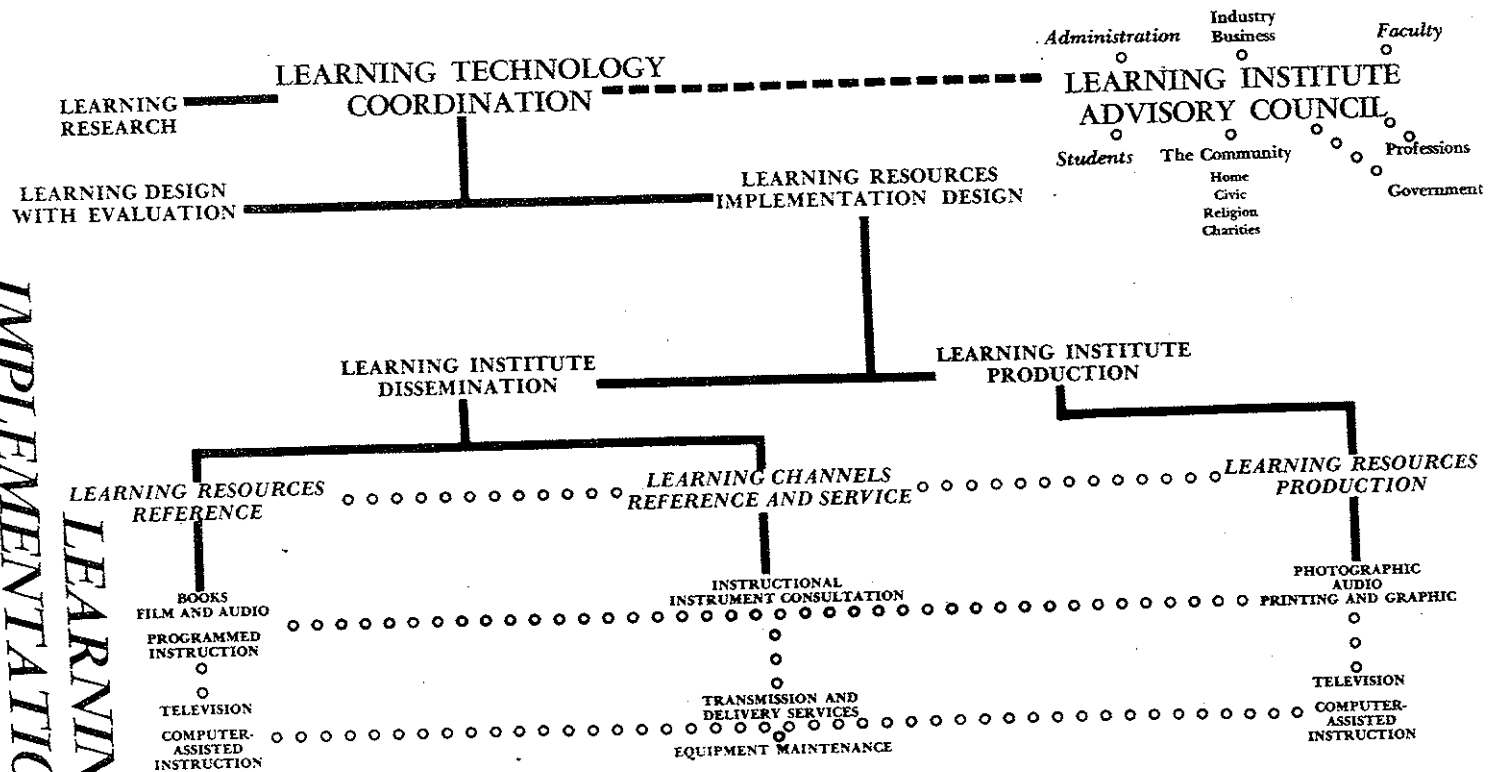 Administration
Industry
Business
Faculty
LEARNING TECHNOLOGY
COORDINATION
LEARNING INSTITUTE
ADVISORY COUNCIL
LEARNING
RESEARCH
Students
The Community
Home
Civic
Religion
Charities
Professions
Government
LEARNING DESIGN
WITH EVALUATION
LEARNING RESOURCES
IMPLEMENTATION DESIGN
LEARNING INSTITUTE
DISSEMINATION
LEARNING INSTITUTE
PRODUCTION
LEARNING RESOURCES
REFERENCE
LEARNING CHANNELS
REFERENCE AND SERVICE
LEARNING RESOURCES
PRODUCTION
BOOKS
FILM AND AUDIO
PROGRAMMED
INSTRUCTION
TELEVISION
COMPUTER-
ASSISTED
INSTRUCTION
INSTRUCTIONAL
INSTRUMENT CONSULTATION
TRANSMISSION AND
DELIVERY SERVICES
EQUIPMENT MAINTENANCE
PHOTOGRAPHIC
AUDIO
PRINTING AND GRAPHIC
TELEVISION
COMPUTER-
ASSISTED
INSTRUCTION